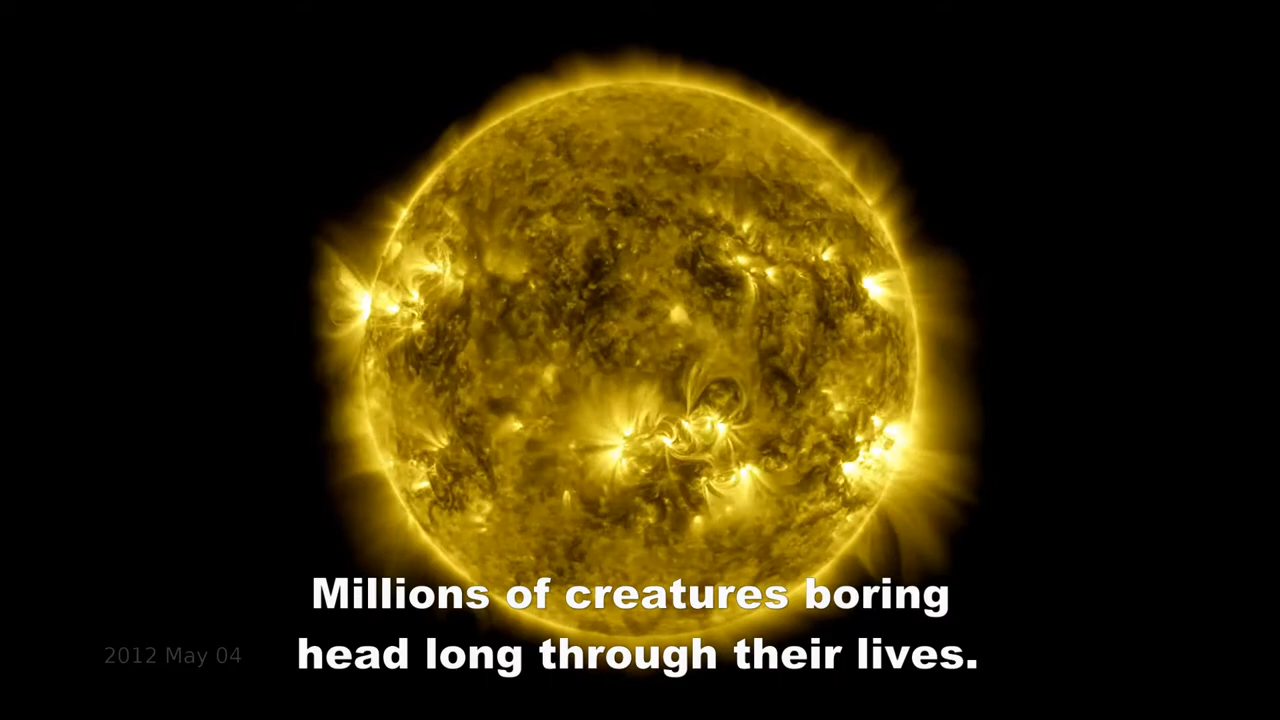 Millions of creatures boring
head long through their lives.
2012 May 04